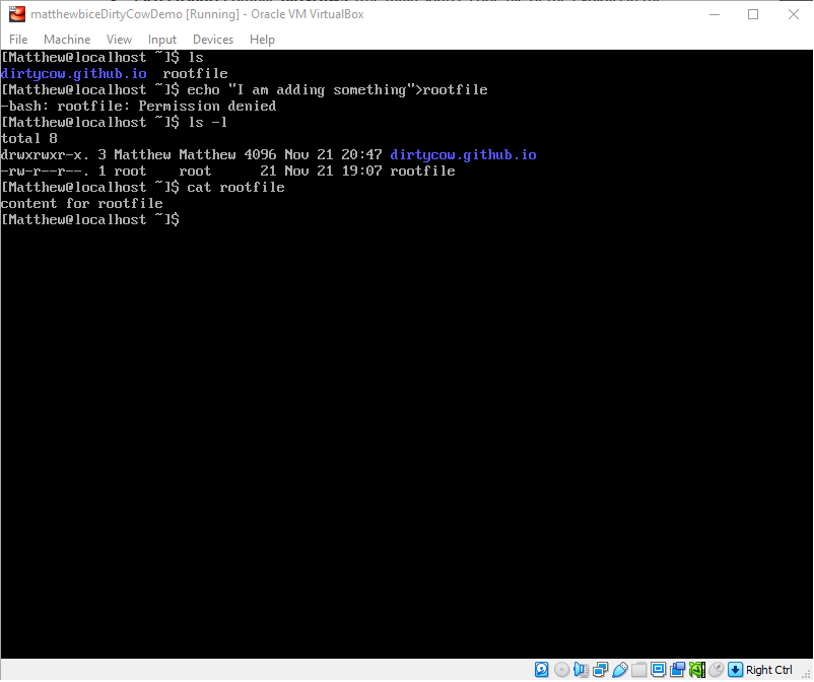 matthewbiceDirtyCowDemo [Running] - Oracle VM VirtualBox
File Machine View Input Devices Help
[Matthew@localhost ~]$ ls
dirtycow.github.io  rootfile
[Matthew@localhost ~]$ echo "I am adding something">rootfile
-bash: rootfile: Permission denied
[Matthew@localhost ~]$ ls -l
total 8
drwxrwxr-x. 3 Matthew Matthew 4096 Nov 21 20:47 dirtycow.github.io
-rw-r--r--. 1 root    root      21 Nov 21 19:07 rootfile
[Matthew@localhost ~]$ cat rootfile
content for rootfile
[Matthew@localhost ~]$
Right Ctrl